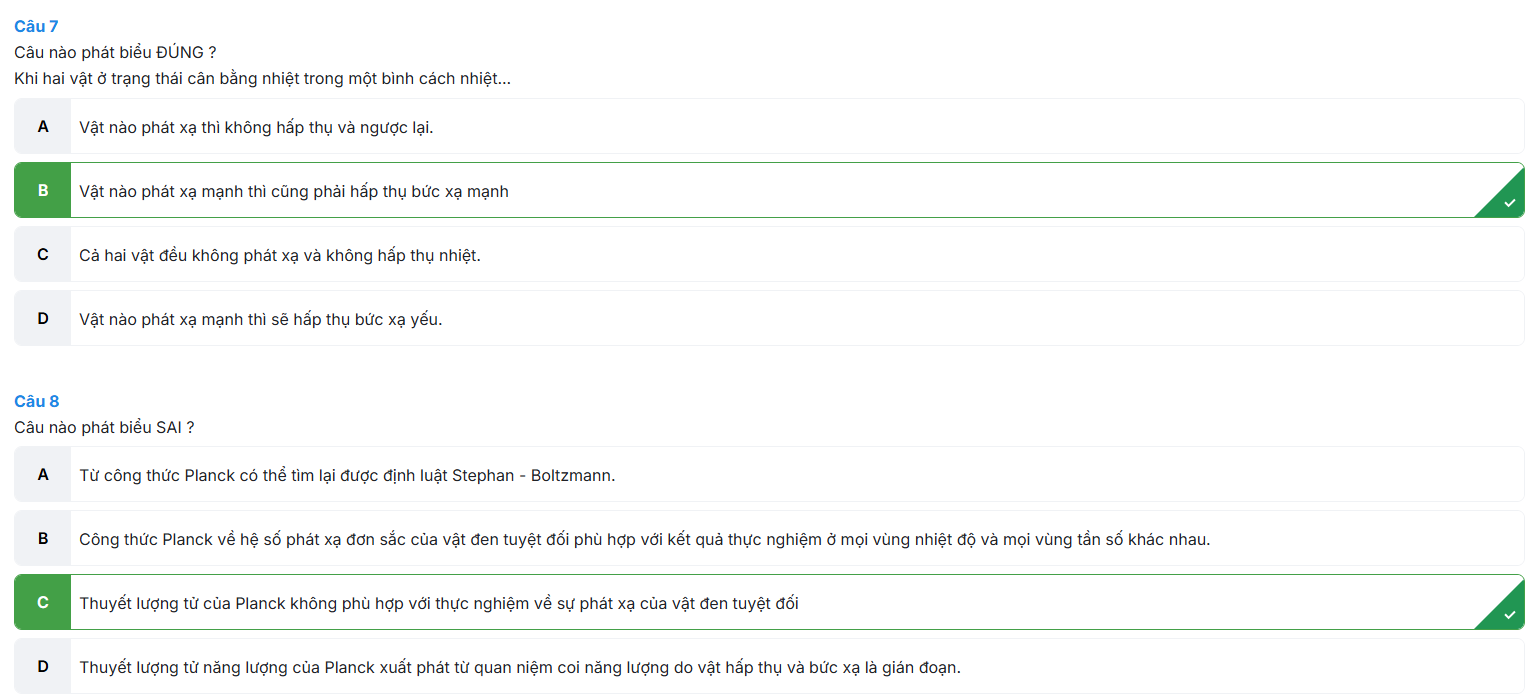 Câu 7
Câu nào phát biểu ĐÚNG ?
Khi hai vật ở trạng thái cân bằng nhiệt trong một bình cách nhiệt...
A Vật nào phát xạ thì không hấp thụ và ngược lại.
B Vật nào phát xạ mạnh thì cũng phải hấp thụ bức xạ mạnh
C Cả hai vật đều không phát xạ và không hấp thụ nhiệt.
D Vật nào phát xạ mạnh thì sẽ hấp thụ bức xạ yếu.
Câu 8
Câu nào phát biểu SAI ?
A Từ công thức Planck có thể tìm lại được định luật Stephan - Boltzmann.
B Công thức Planck về hệ số phát xạ đơn sắc của vật đen tuyệt đối phù hợp với kết quả thực nghiệm ở mọi vùng nhiệt độ và mọi vùng tần số khác nhau.
C Thuyết lượng tử của Planck không phù hợp với thực nghiệm về sự phát xạ của vật đen tuyệt đối
D Thuyết lượng tử năng lượng của Planck xuất phát từ quan niệm coi năng lượng do vật hấp thụ và bức xạ là gián đoạn.